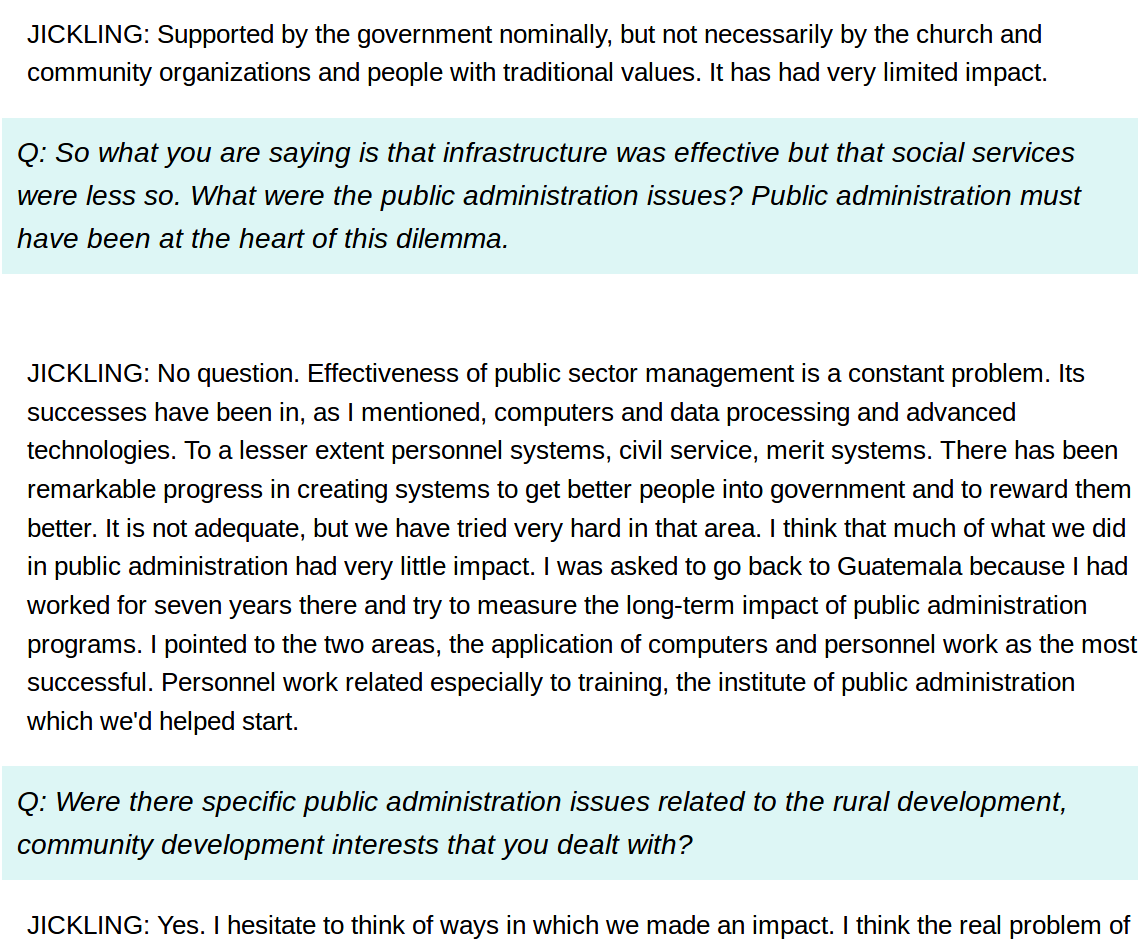 JICKLING: Supported by the government nominally, but not necessarily by the church and
community organizations and people with traditional values. It has had very limited impact.
Q: So what you are saying is that infrastructure was effective but that social services
were less so. What were the public administration issues? Public administration must
have been at the heart of this dilemma.
JICKLING: No question. Effectiveness of public sector management is a constant problem. Its
successes have been in, as I mentioned, computers and data processing and advanced
technologies. To a lesser extent personnel systems, civil service, merit systems. There has been
remarkable progress in creating systems to get better people into government and to reward them
better. It is not adequate, but we have tried very hard in that area. I think that much of what we did
in public administration had very little impact. I was asked to go back to Guatemala because I had
worked for seven years there and try to measure the long-term impact of public administration
programs. I pointed to the two areas, the application of computers and personnel work as the most
successful. Personnel work related especially to training, the institute of public administration
which we'd helped start.
Q: Were there specific public administration issues related to the rural development,
community development interests that you dealt with?
JICKLING: Yes. I hesitate to think of ways in which we made an impact. I think the real problem of